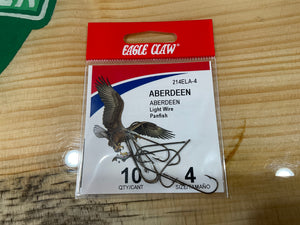 EAGLE CLAW
214ELA-4
ABERDEEN
ABERDEEN
Light Wire
Panfish
10 4
QTY/CANT SIZE/TAMAÑO